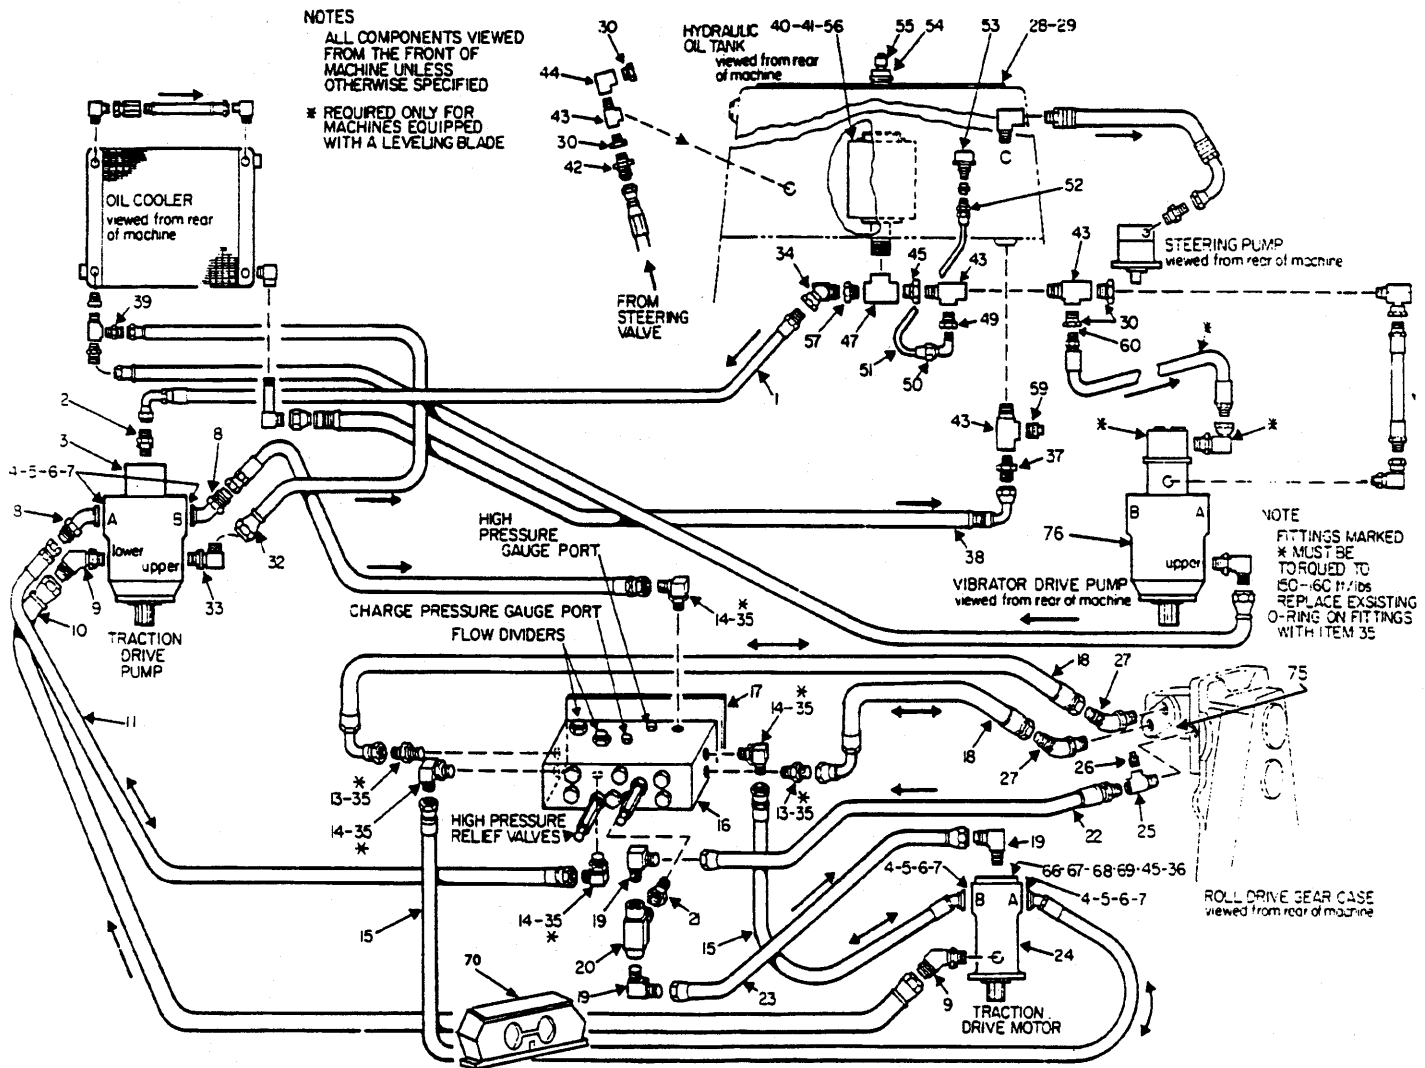 NOTES
ALL COMPONENTS VIEWED
FROM THE FRONT OF
MACHINE UNLESS
OTHERWISE SPECIFIED
* REQUIRED ONLY FOR
MACHINES EQUIPPED
WITH A LEVELING BLADE
30
44
43
30
42
FROM
STEERING
VALVE
HYDRAULIC
OIL TANK
viewed from rear
of machine
40-41-56
55
54
53
28-29
52
C
C
3
STEERING PUMP
viewed from rear of machine
OIL COOLER
viewed from rear
of machine
39
34
45
43
43
57
47
49
51
50
30
60
*
1
2
3
4-5-6-7
8
8
A
B
lower
upper
9
10
33
32
TRACTION
DRIVE
PUMP
43
59
37
38
*
*
76
B
A
upper
VIBRATOR DRIVE PUMP
viewed from rear of machine
NOTE
FITTINGS MARKED
* MUST BE
TORQUED TO
150-160 ft/lbs
REPLACE EXSISTING
O-RING ON FITTINGS
WITH ITEM 35
HIGH
PRESSURE
GAUGE PORT
CHARGE PRESSURE GAUGE PORT
FLOW DIVIDERS
14-35
*
11
17
*
14-35
18
27
75
18
27
26
*
13-35
14-35
*
13-35
*
16
HIGH PRESSURE
RELIEF VALVES
22
25
19
4-5-6-7
66-67-68-69-45-36
4-5-6-7
B
A
ROLL DRIVE GEAR CASE
viewed from rear of machine
14-35
*
19
21
15
15
20
24
70
19
23
9
TRACTION
DRIVE MOTOR